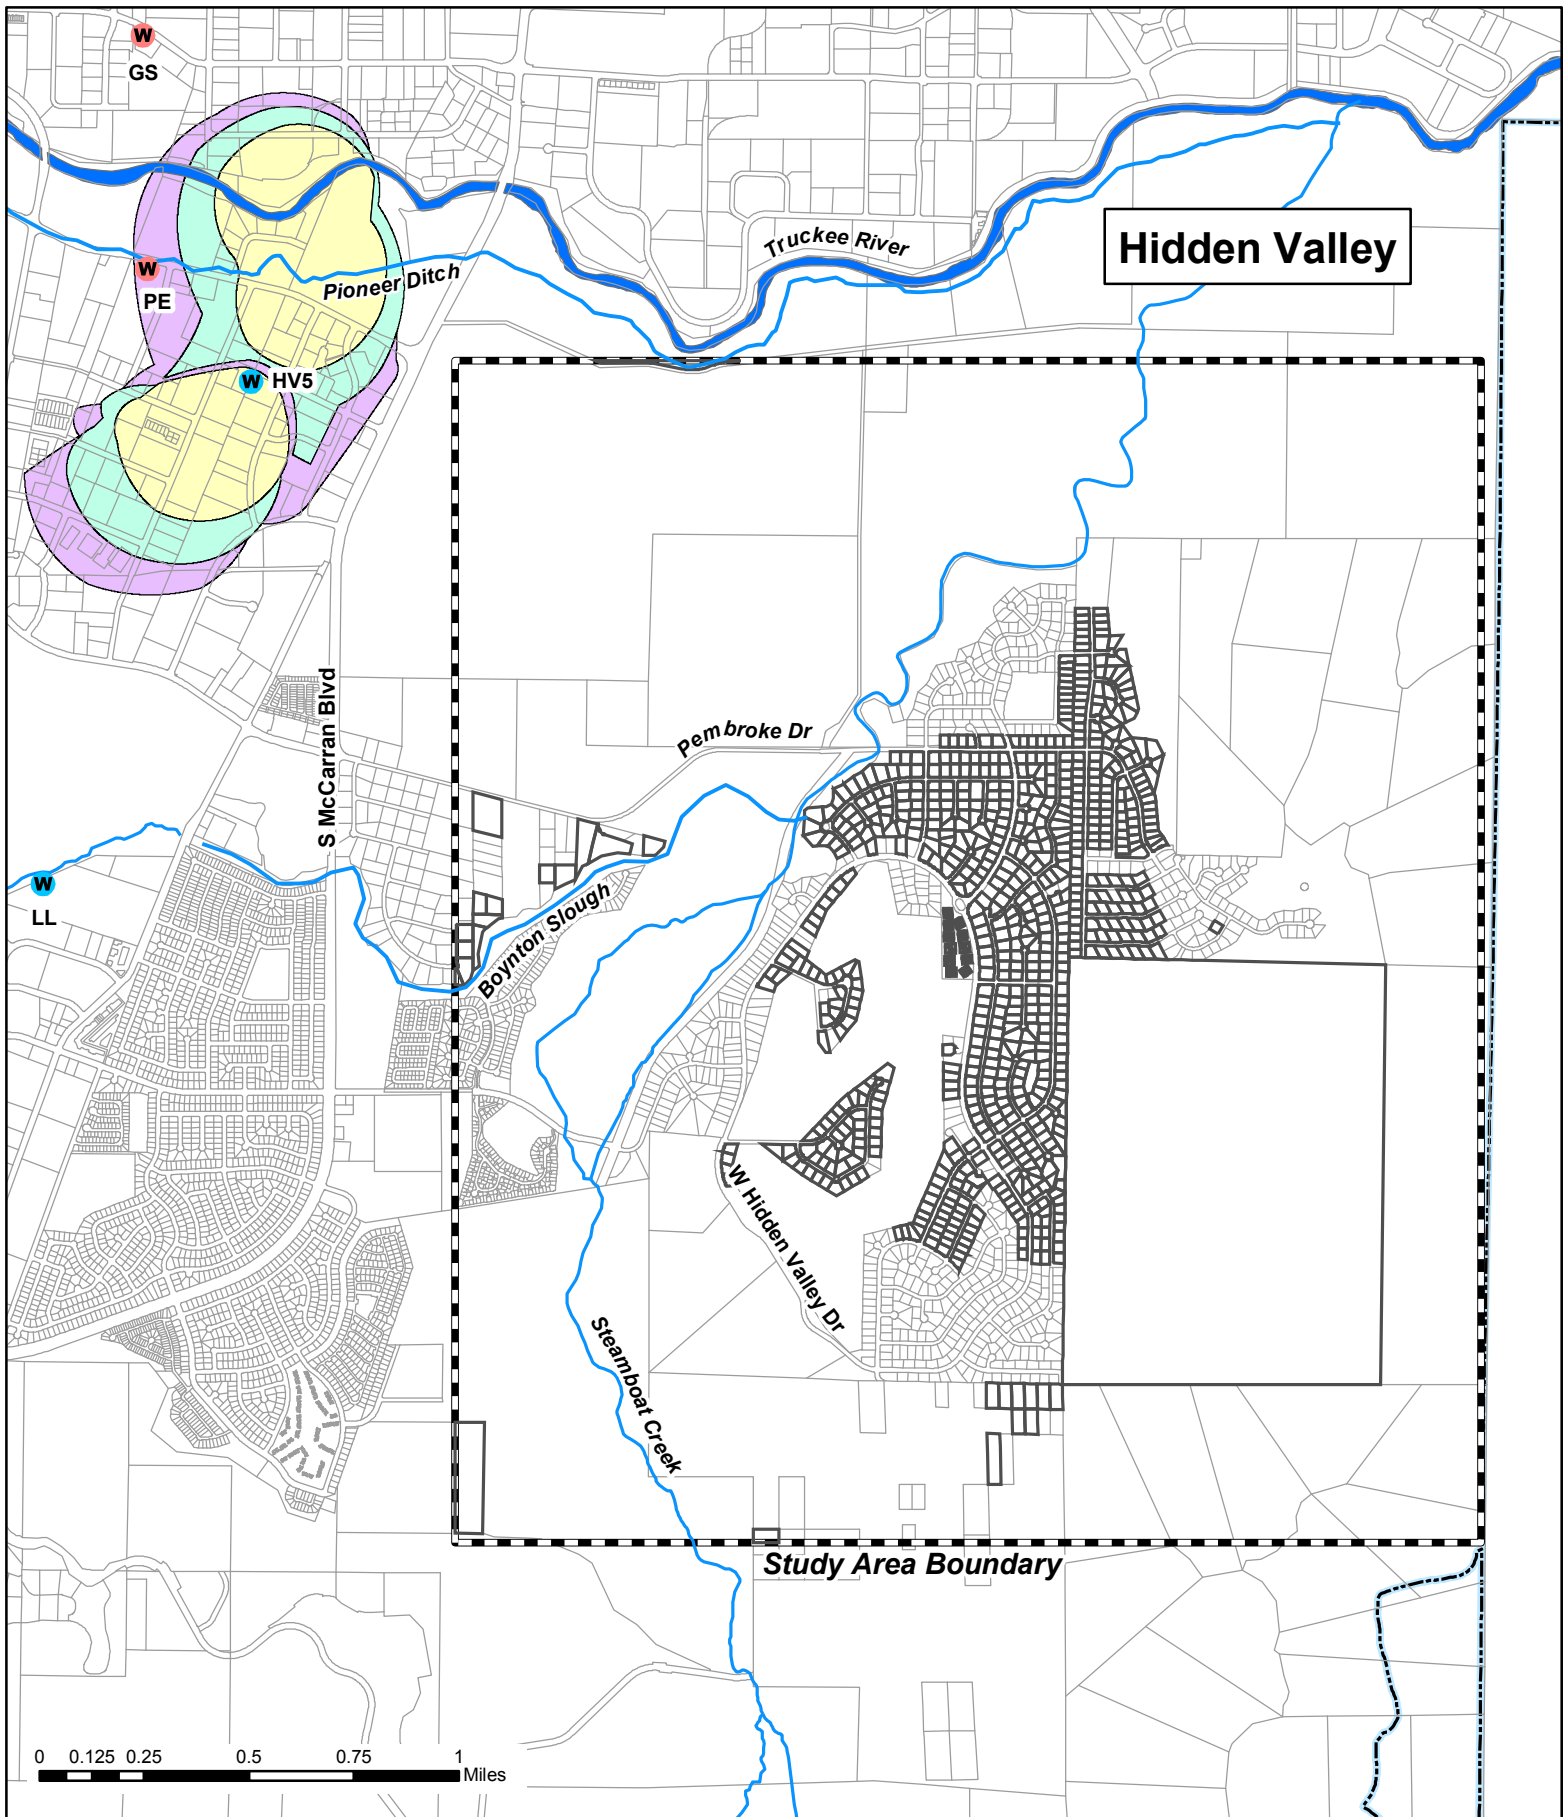 W
GS
Truckee River
Hidden Valley
Pioneer Ditch
W
PE
W HV5
S McCarran Blvd
Pembroke Dr
W
LL
Boynton Slough
W Hidden Valley Dr
Steamboat Creek
Study Area Boundary
0 0.125 0.25 0.5 0.75 1
Miles